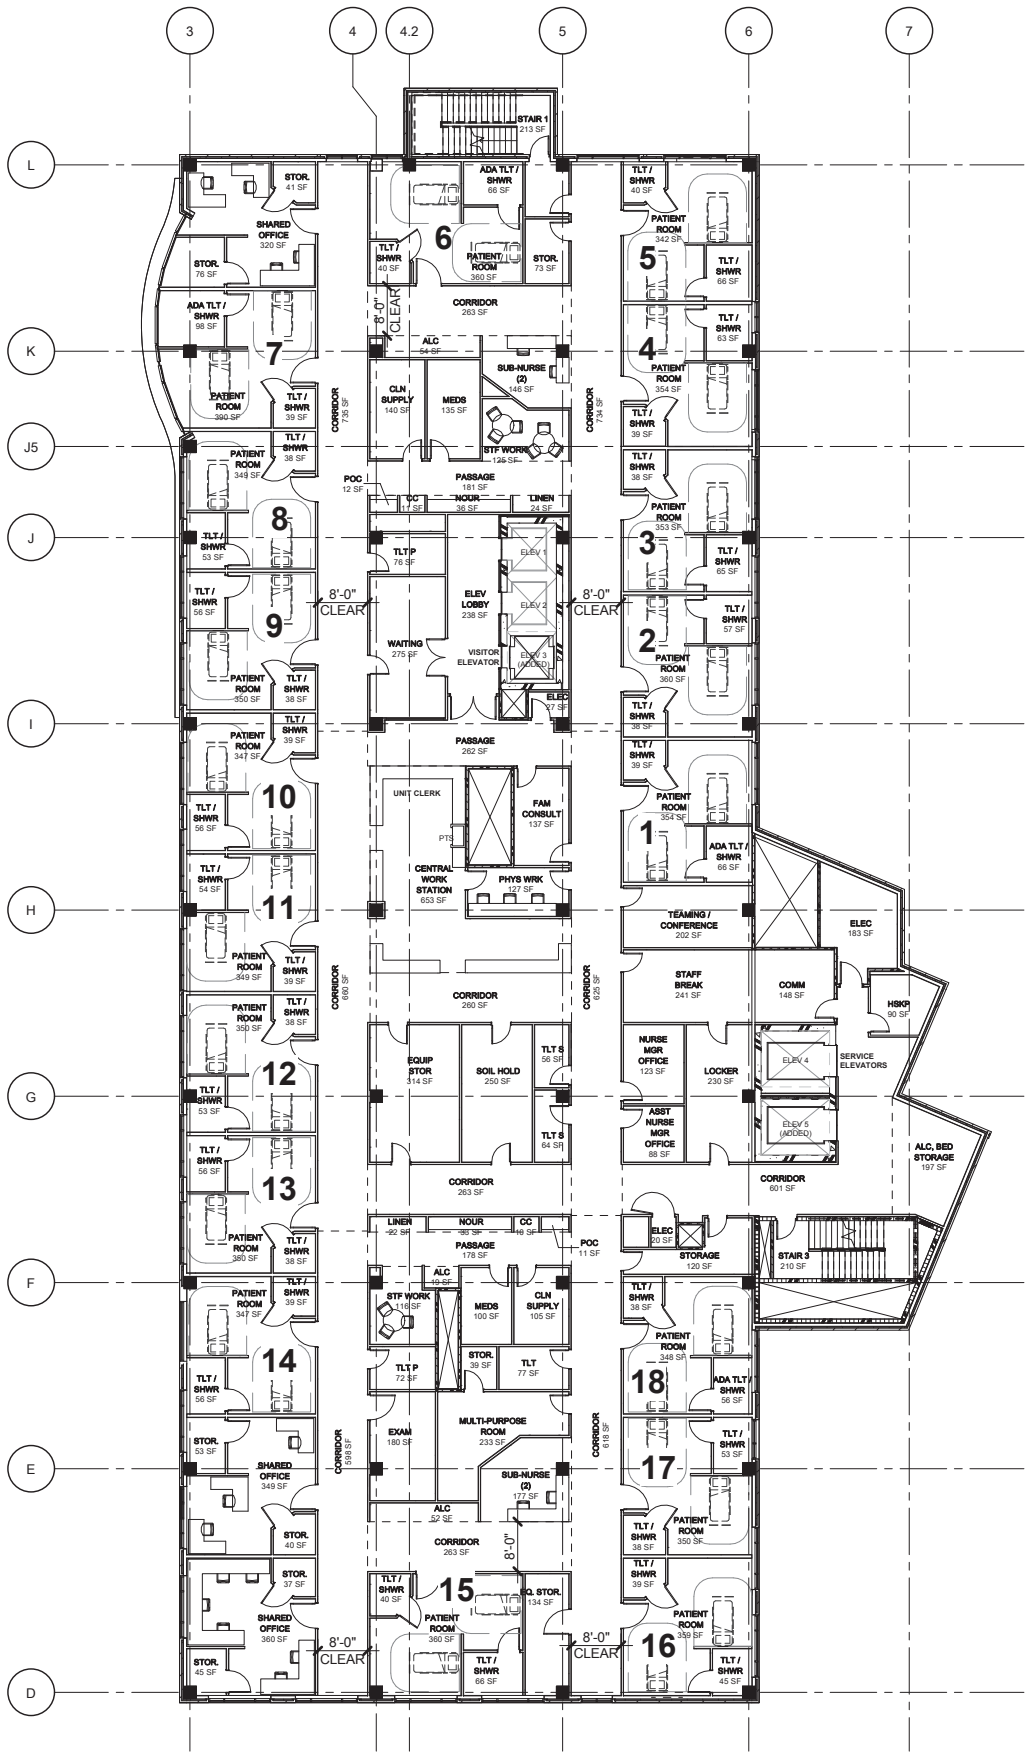 3
4
4.2
5
6
7
L
K
J5
J
I
H
G
F
E
D
STAIR 1
213 SF
STOR.
41 SF
SHARED
OFFICE
320 SF
STOR.
76 SF
ADA TLT /
SHWR
66 SF
6
TLT /
SHWR
40 SF
PATIENT
ROOM
360 SF
STOR.
73 SF
TLT /
SHWR
40 SF
PATIENT
ROOM
342 SF
5
TLT /
SHWR
66 SF
8'-0"
CLEAR
CORRIDOR
263 SF
ADA TLT /
SHWR
98 SF
7
PATIENT
ROOM
390 SF
TLT /
SHWR
39 SF
CORRIDOR
735 SF
ALC
54 SF
SUB-NURSE
(2)
146 SF
CLN
SUPPLY
140 SF
MEDS
135 SF
STF WORK
125 SF
CORRIDOR
734 SF
4
TLT /
SHWR
63 SF
PATIENT
ROOM
354 SF
TLT /
SHWR
39 SF
PATIENT
ROOM
349 SF
TLT /
SHWR
38 SF
8
TLT /
SHWR
53 SF
POC
12 SF
PASSAGE
181 SF
CC
11 SF
NOUR
36 SF
LINEN
24 SF
TLT /
SHWR
38 SF
PATIENT
ROOM
353 SF
3
TLT /
SHWR
65 SF
TLT P
76 SF
ELEV 1
ELEV 2
ELEV 3
(ADDED)
ELEV
LOBBY
238 SF
VISITOR
ELEVATOR
WAITING
275 SF
ELEC
27 SF
8'-0"
CLEAR
8'-0"
CLEAR
TLT /
SHWR
56 SF
9
PATIENT
ROOM
350 SF
TLT /
SHWR
38 SF
2
TLT /
SHWR
57 SF
PATIENT
ROOM
360 SF
TLT /
SHWR
38 SF
PASSAGE
262 SF
PATIENT
ROOM
347 SF
TLT /
SHWR
39 SF
10
TLT /
SHWR
56 SF
UNIT CLERK
PTS
FAM
CONSULT
137 SF
CENTRAL
WORK
STATION
653 SF
PHYS WRK
127 SF
TLT /
SHWR
39 SF
PATIENT
ROOM
354 SF
1
ADA TLT /
SHWR
66 SF
TLT /
SHWR
54 SF
11
PATIENT
ROOM
349 SF
TLT /
SHWR
39 SF
CORRIDOR
660 SF
CORRIDOR
260 SF
CORRIDOR
625 SF
TEAMING /
CONFERENCE
202 SF
STAFF
BREAK
241 SF
ELEC
183 SF
COMM
148 SF
HSKP
90 SF
PATIENT
ROOM
350 SF
TLT /
SHWR
38 SF
12
TLT /
SHWR
53 SF
EQUIP
STOR
314 SF
SOIL HOLD
250 SF
TLT S
56 SF
TLT S
64 SF
NURSE
MGR
OFFICE
123 SF
ASST
NURSE
MGR
OFFICE
88 SF
LOCKER
230 SF
ELEV 4
SERVICE
ELEVATORS
ELEV 5
(ADDED)
ALC, BED
STORAGE
197 SF
TLT /
SHWR
56 SF
13
PATIENT
ROOM
350 SF
TLT /
SHWR
38 SF
CORRIDOR
263 SF
CORRIDOR
601 SF
LINEN
22 SF
NOUR
CC
POC
11 SF
PASSAGE
178 SF
ELEC
20 SF
STORAGE
120 SF
STAIR 3
210 SF
PATIENT
ROOM
347 SF
TLT /
SHWR
39 SF
14
TLT /
SHWR
56 SF
ALC
19 SF
STF WORK
116 SF
MEDS
100 SF
CLN
SUPPLY
105 SF
TLT P
72 SF
STOR.
39 SF
TLT
77 SF
TLT /
SHWR
38 SF
PATIENT
ROOM
348 SF
18
ADA TLT /
SHWR
56 SF
STOR.
53 SF
SHARED
OFFICE
349 SF
STOR.
40 SF
CORRIDOR
598 SF
EXAM
180 SF
MULTI-PURPOSE
ROOM
233 SF
SUB-NURSE
(2)
177 SF
ALC
52 SF
CORRIDOR
618 SF
17
TLT /
SHWR
53 SF
PATIENT
ROOM
350 SF
TLT /
SHWR
38 SF
CORRIDOR
263 SF
8'-0"
STOR.
37 SF
SHARED
OFFICE
360 SF
STOR.
45 SF
8'-0"
CLEAR
TLT /
SHWR
40 SF
15
PATIENT
ROOM
360 SF
TLT /
SHWR
66 SF
EQ. STOR.
134 SF
8'-0"
CLEAR
TLT /
SHWR
39 SF
PATIENT
ROOM
359 SF
16
TLT /
SHWR
45 SF